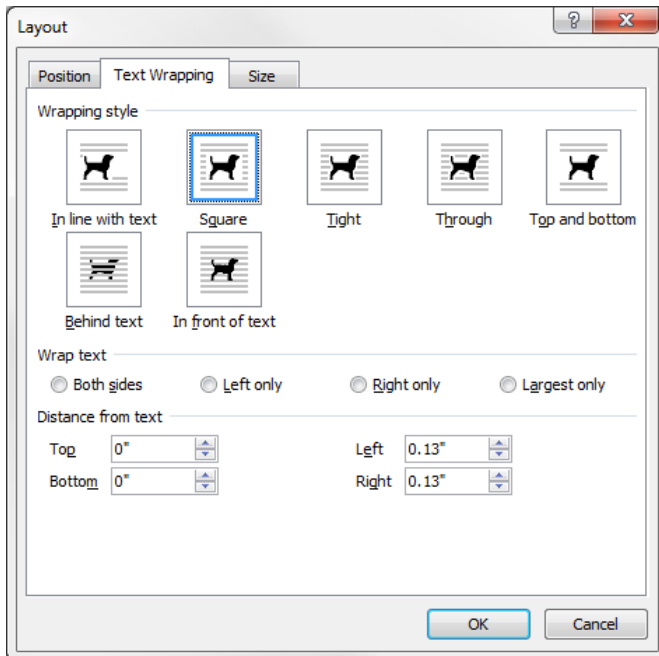 Layout
Position Text Wrapping Size
Wrapping style
In line with text Square Tight Through Top and bottom
Behind text In front of text
Wrap text
Both sides Left only Right only Largest only
Distance from text
Top 0" Left 0.13"
Bottom 0" Right 0.13"
OK Cancel